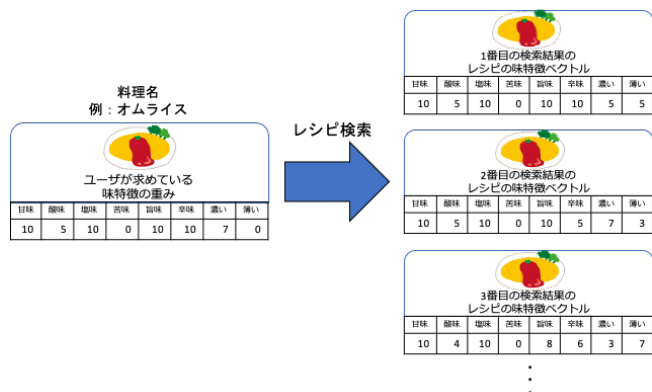 料理名
例：オムライス
ユーザが求めている
味特徴の重み
甘味 酸味 塩味 苦味 旨味 辛味 濃い 薄い
10 5 10 0 10 10 7 0
レシピ検索
1番目の検索結果の
レシピの味特徴ベクトル
甘味 酸味 塩味 苦味 旨味 辛味 濃い 薄い
10 5 10 0 10 10 5 5
2番目の検索結果の
レシピの味特徴ベクトル
甘味 酸味 塩味 苦味 旨味 辛味 濃い 薄い
10 5 10 0 10 5 7 3
3番目の検索結果の
レシピの味特徴ベクトル
甘味 酸味 塩味 苦味 旨味 辛味 濃い 薄い
10 4 10 0 8 6 3 7